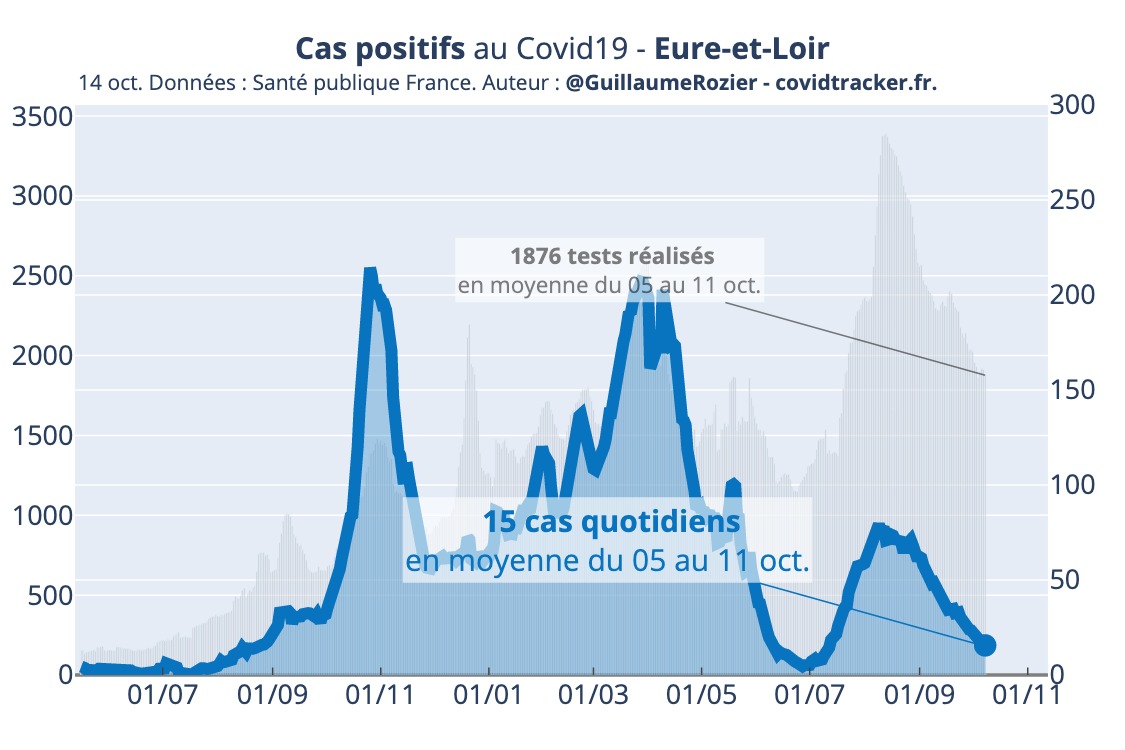 Cas positifs au Covid19 - Eure-et-Loir
14 oct. Données : Santé publique France. Auteur : @GuillaumeRozier - covidtracker.fr.
3500
3000
2500
2000
1500
1000
500
0
300
250
200
150
100
50
0
1876 tests réalisés
en moyenne du 05 au 11 oct.
15 cas quotidiens
en moyenne du 05 au 11 oct.
01/07 01/09 01/11 01/01 01/03 01/05 01/07 01/09 01/11